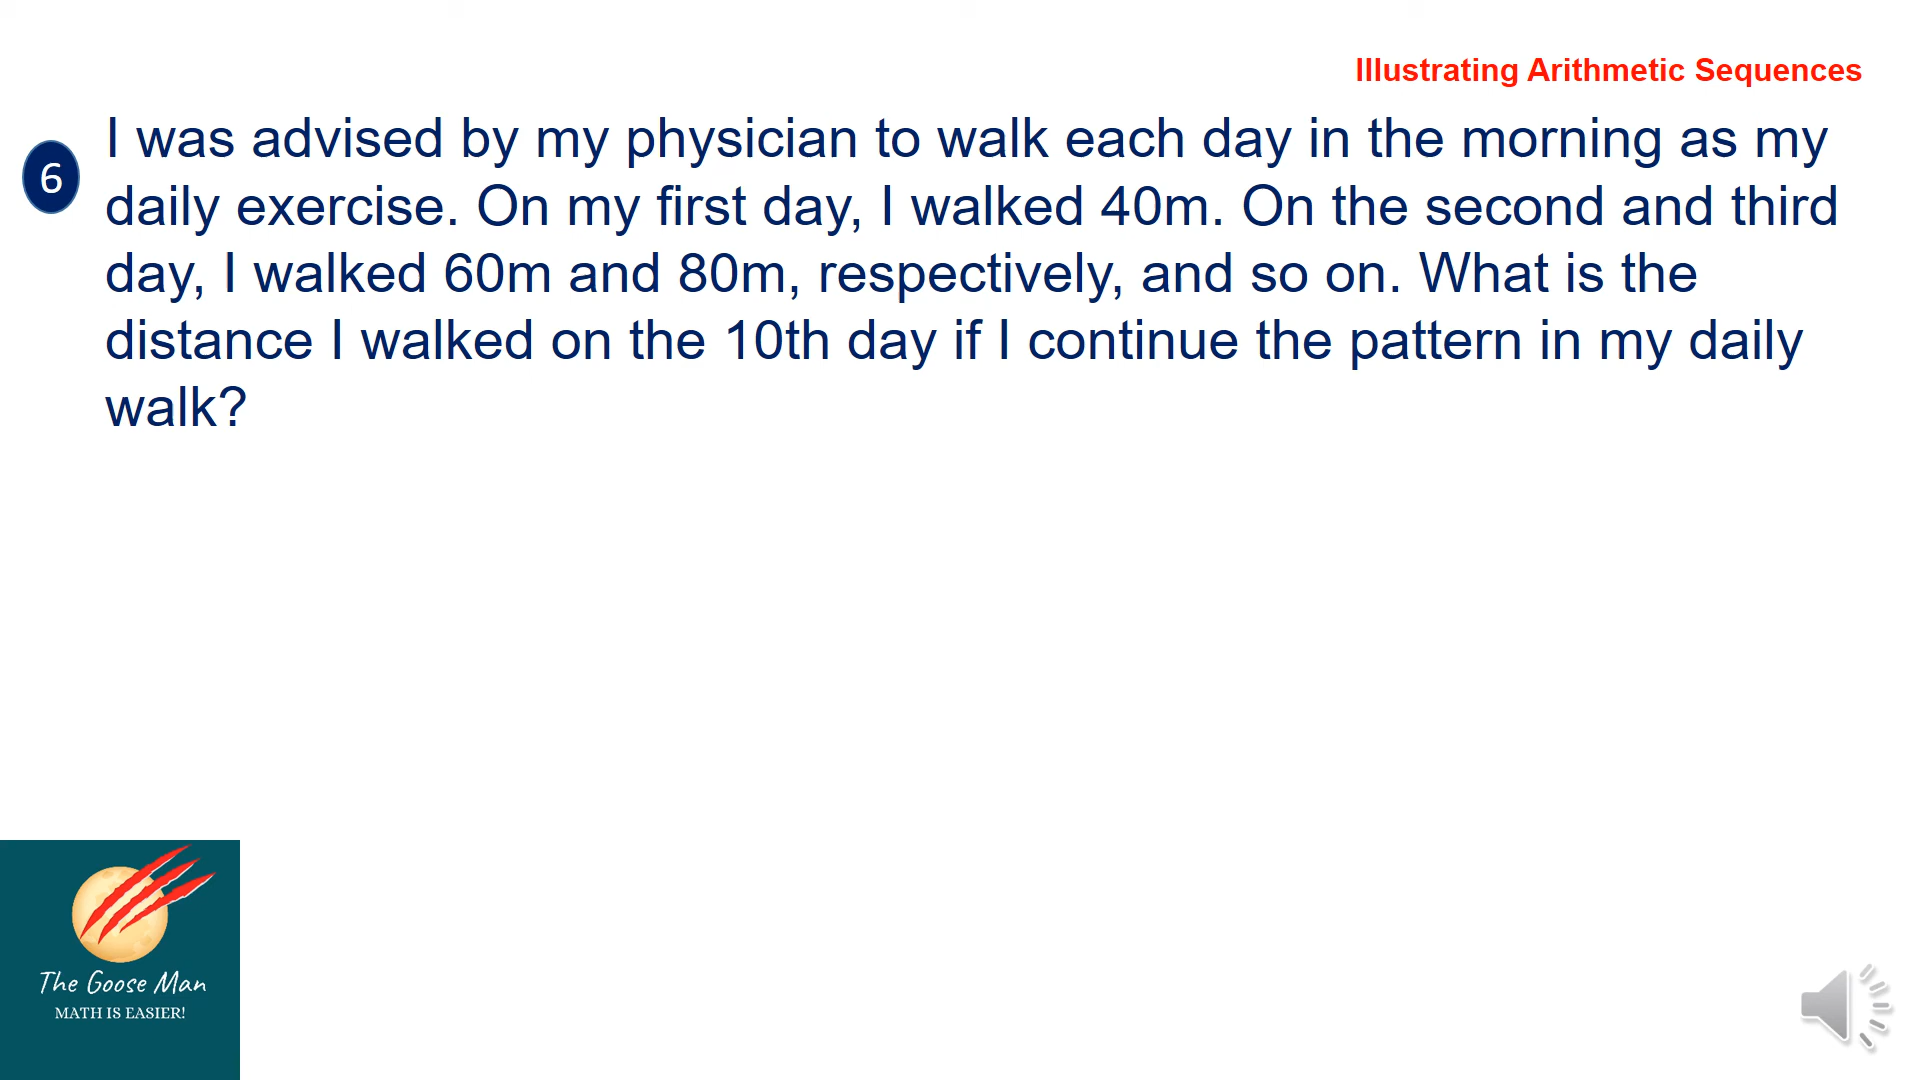 Illustrating Arithmetic Sequences
6
I was advised by my physician to walk each day in the morning as my
daily exercise. On my first day, I walked 40m. On the second and third
day, I walked 60m and 80m, respectively, and so on. What is the
distance I walked on the 10th day if I continue the pattern in my daily
walk?
The Goose Man
MATH IS EASIER!